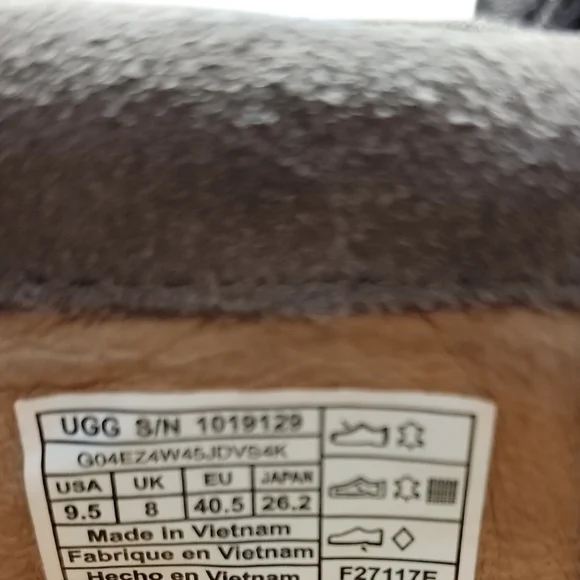 UGG S/N 1019129
G04EZ4W45JDVS4K
USA UK EU JAPAN
9.5 8 40.5 26.2
Made in Vietnam
Fabrique en Vietnam
Hecho en Vietnam
F27117F